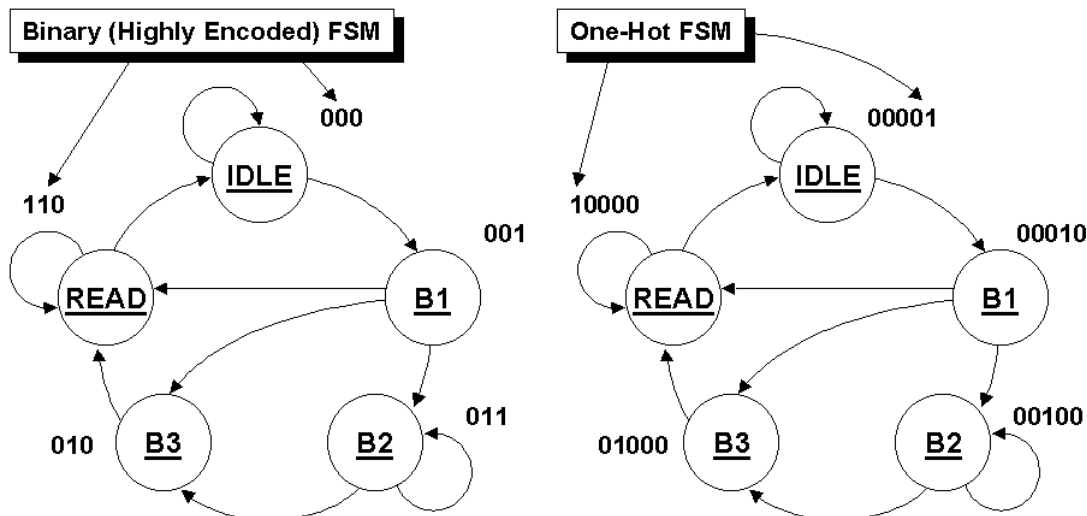 Binary (Highly Encoded) FSM
000
IDLE
110
001
READ
B1
011
010
B3
B2
One-Hot FSM
00001
IDLE
10000
00010
READ
B1
00100
01000
B3
B2